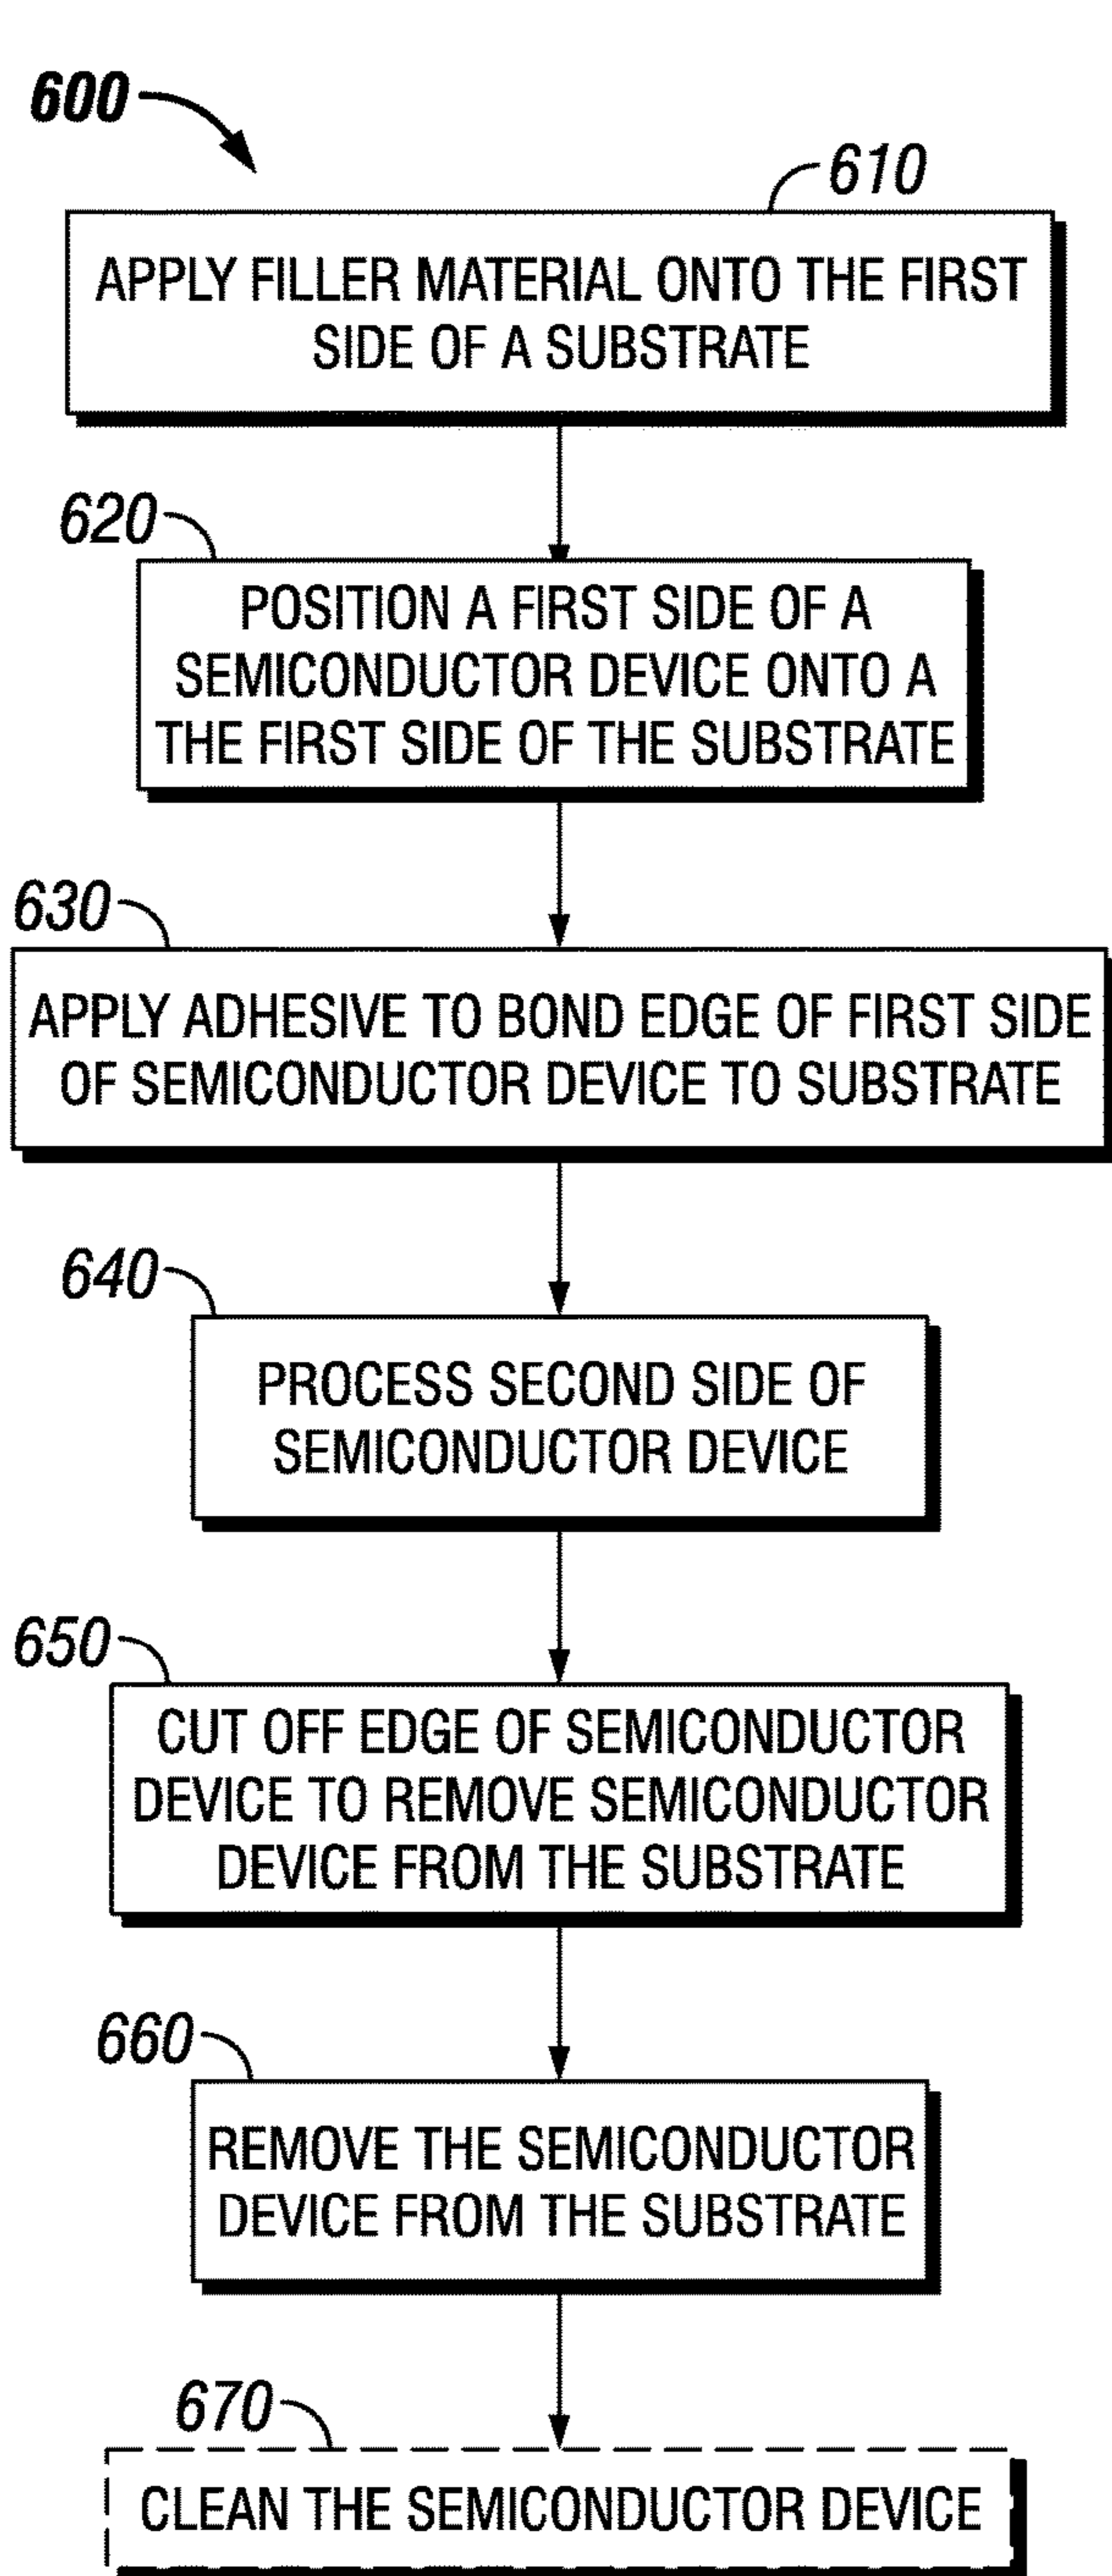 600
610
APPLY FILLER MATERIAL ONTO THE FIRST
SIDE OF A SUBSTRATE
620
POSITION A FIRST SIDE OF A
SEMICONDUCTOR DEVICE ONTO A
THE FIRST SIDE OF THE SUBSTRATE
630
APPLY ADHESIVE TO BOND EDGE OF FIRST SIDE
OF SEMICONDUCTOR DEVICE TO SUBSTRATE
640
PROCESS SECOND SIDE OF
SEMICONDUCTOR DEVICE
650
CUT OFF EDGE OF SEMICONDUCTOR
DEVICE TO REMOVE SEMICONDUCTOR
DEVICE FROM THE SUBSTRATE
660
REMOVE THE SEMICONDUCTOR
DEVICE FROM THE SUBSTRATE
670
CLEAN THE SEMICONDUCTOR DEVICE